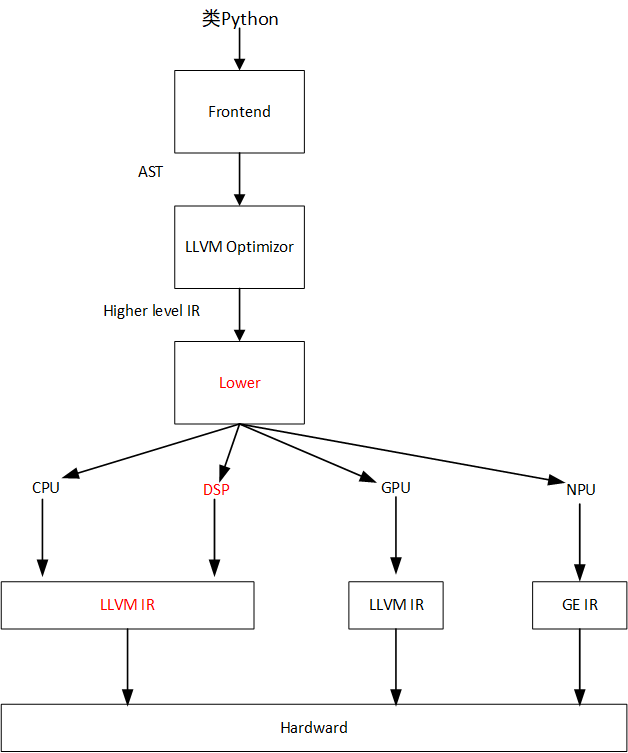 类Python
Frontend
AST
LLVM Optimizor
Higher level IR
Lower
CPU
DSP
GPU
NPU
LLVM IR
LLVM IR
GE IR
Hardward